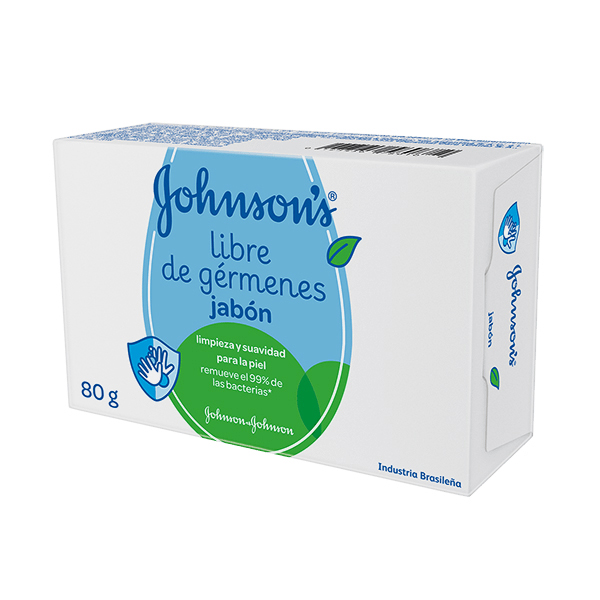 Johnson's®
libre
de gérmenes
jabón
limpieza y suavidad
para la piel
remueve el 99% de
las bacterias*
Johnson & Johnson
80 g
Industria Brasileña
Johnson's
jabón